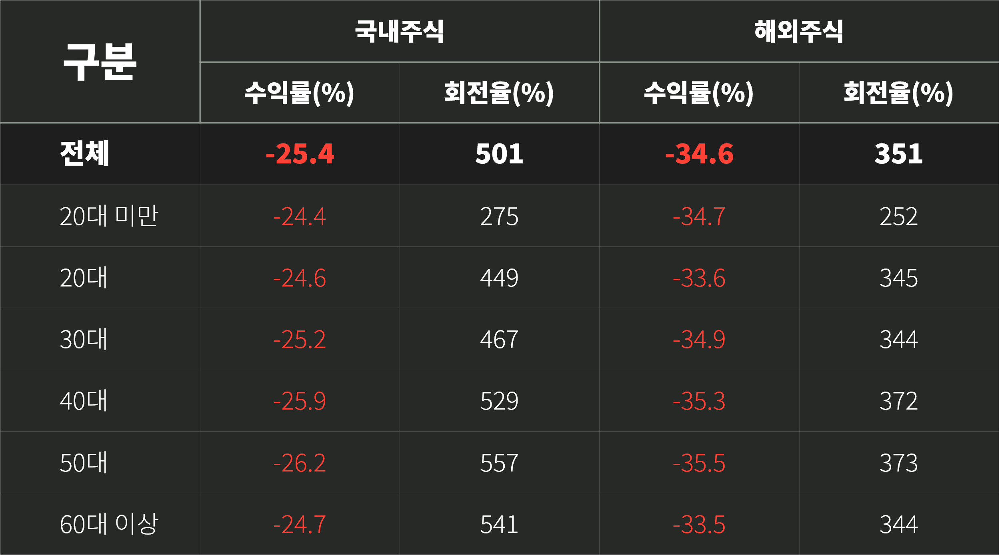 구분 국내주식 해외주식
수익률(%) 회전율(%) 수익률(%) 회전율(%)
전체 -25.4 501 -34.6 351
20대 미만 -24.4 275 -34.7 252
20대 -24.6 449 -33.6 345
30대 -25.2 467 -34.9 344
40대 -25.9 529 -35.3 372
50대 -26.2 557 -35.5 373
60대 이상 -24.7 541 -33.5 344